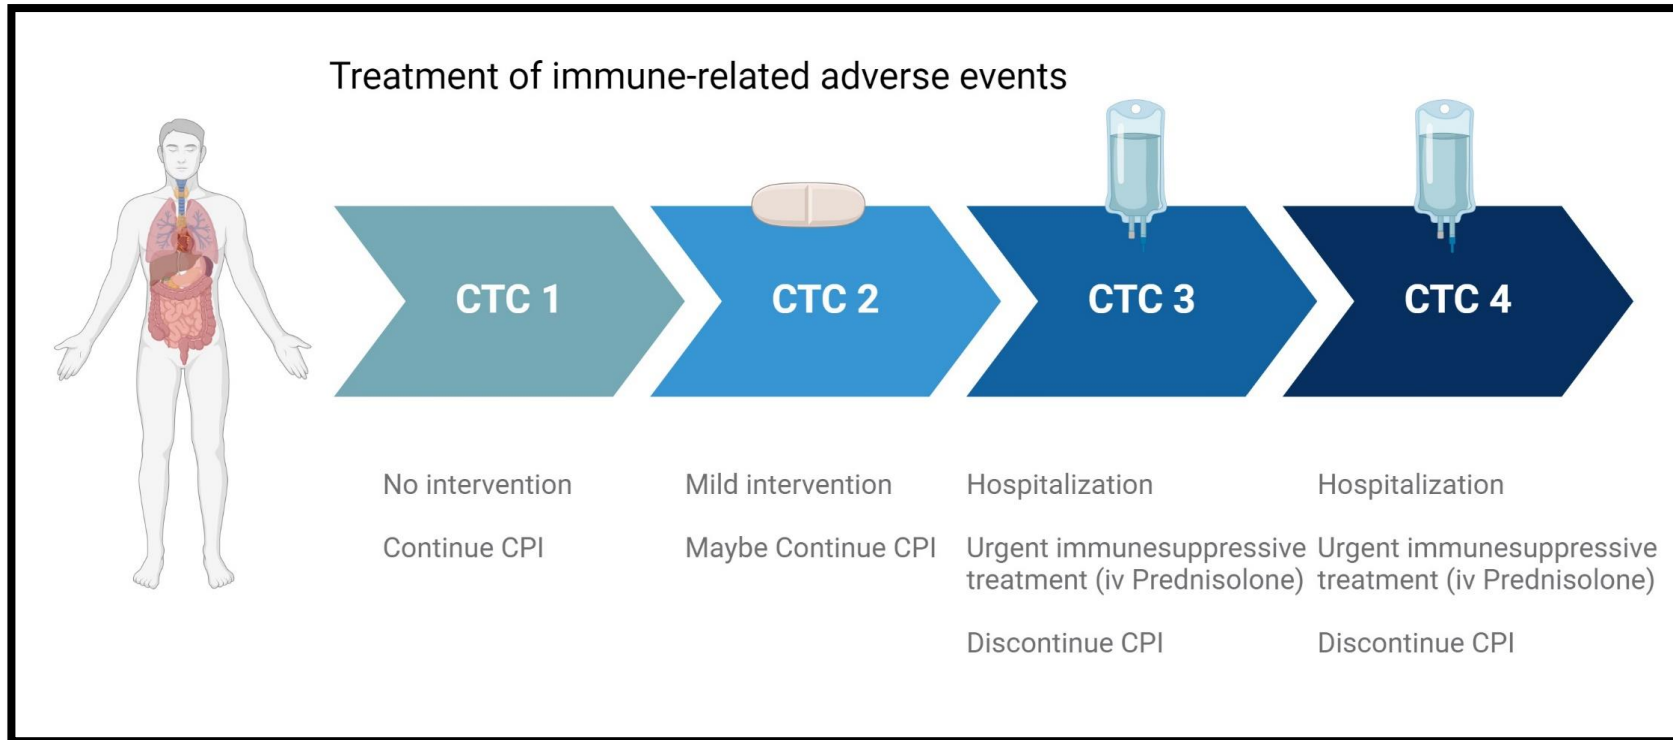 Treatment of immune-related adverse events
CTC 1
CTC 2
CTC 3
CTC 4
No intervention
Continue CPI
Mild intervention
Maybe Continue CPI
Hospitalization
Urgent immunesuppressive
treatment (iv Prednisolone)
Discontinue CPI
Hospitalization
Urgent immunesuppressive
treatment (iv Prednisolone)
Discontinue CPI